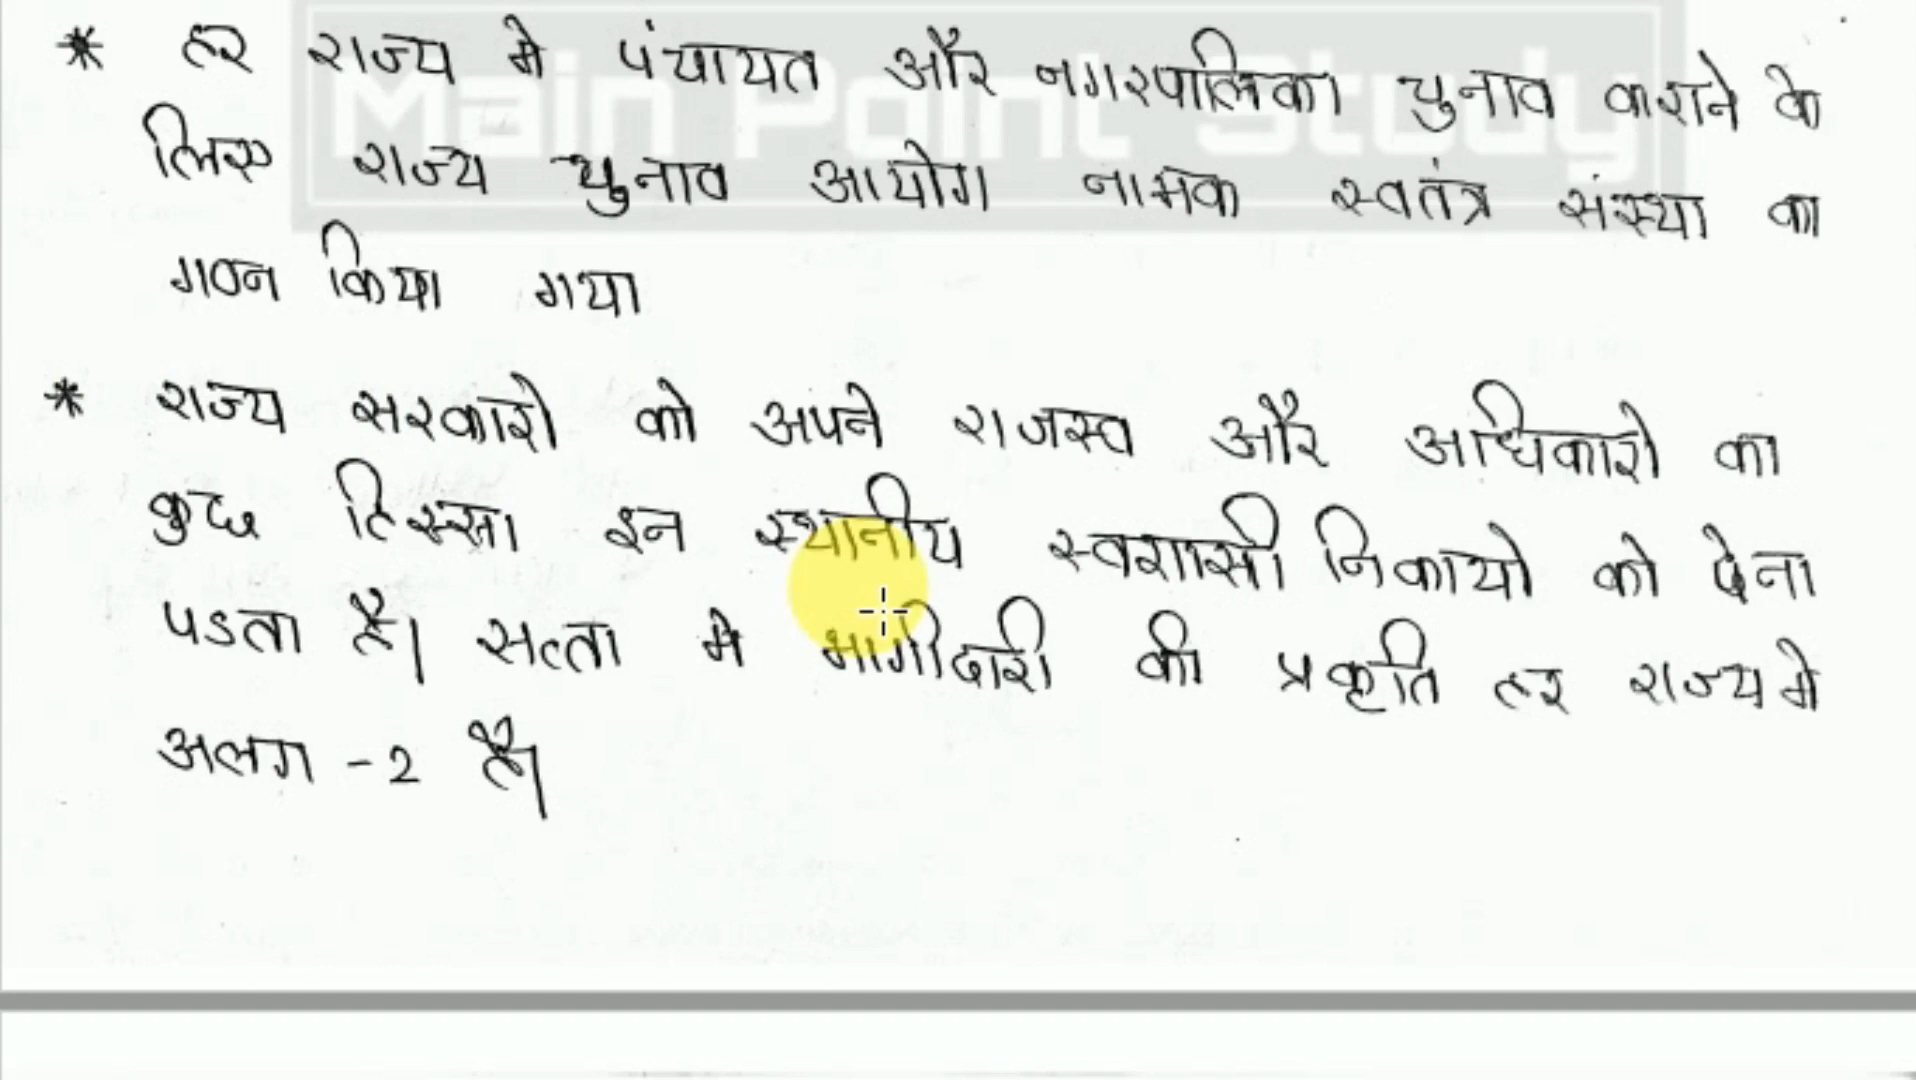 Main Point Study
* हर राज्य मे पंचायत और नगरपालिका चुनाव कराने के
लिए राज्य चुनाव आयोग नामक स्वतंत्र संस्था का
गठन किया गया
* राज्य सरकारो को अपने राजस्व और अधिकारो का
कुछ हिस्सा इन स्थानीय स्वशासी निकायो को देना
पडता है। सत्ता मे भागीदारी की प्रकृति हर राज्य मे
अलग -2 है।